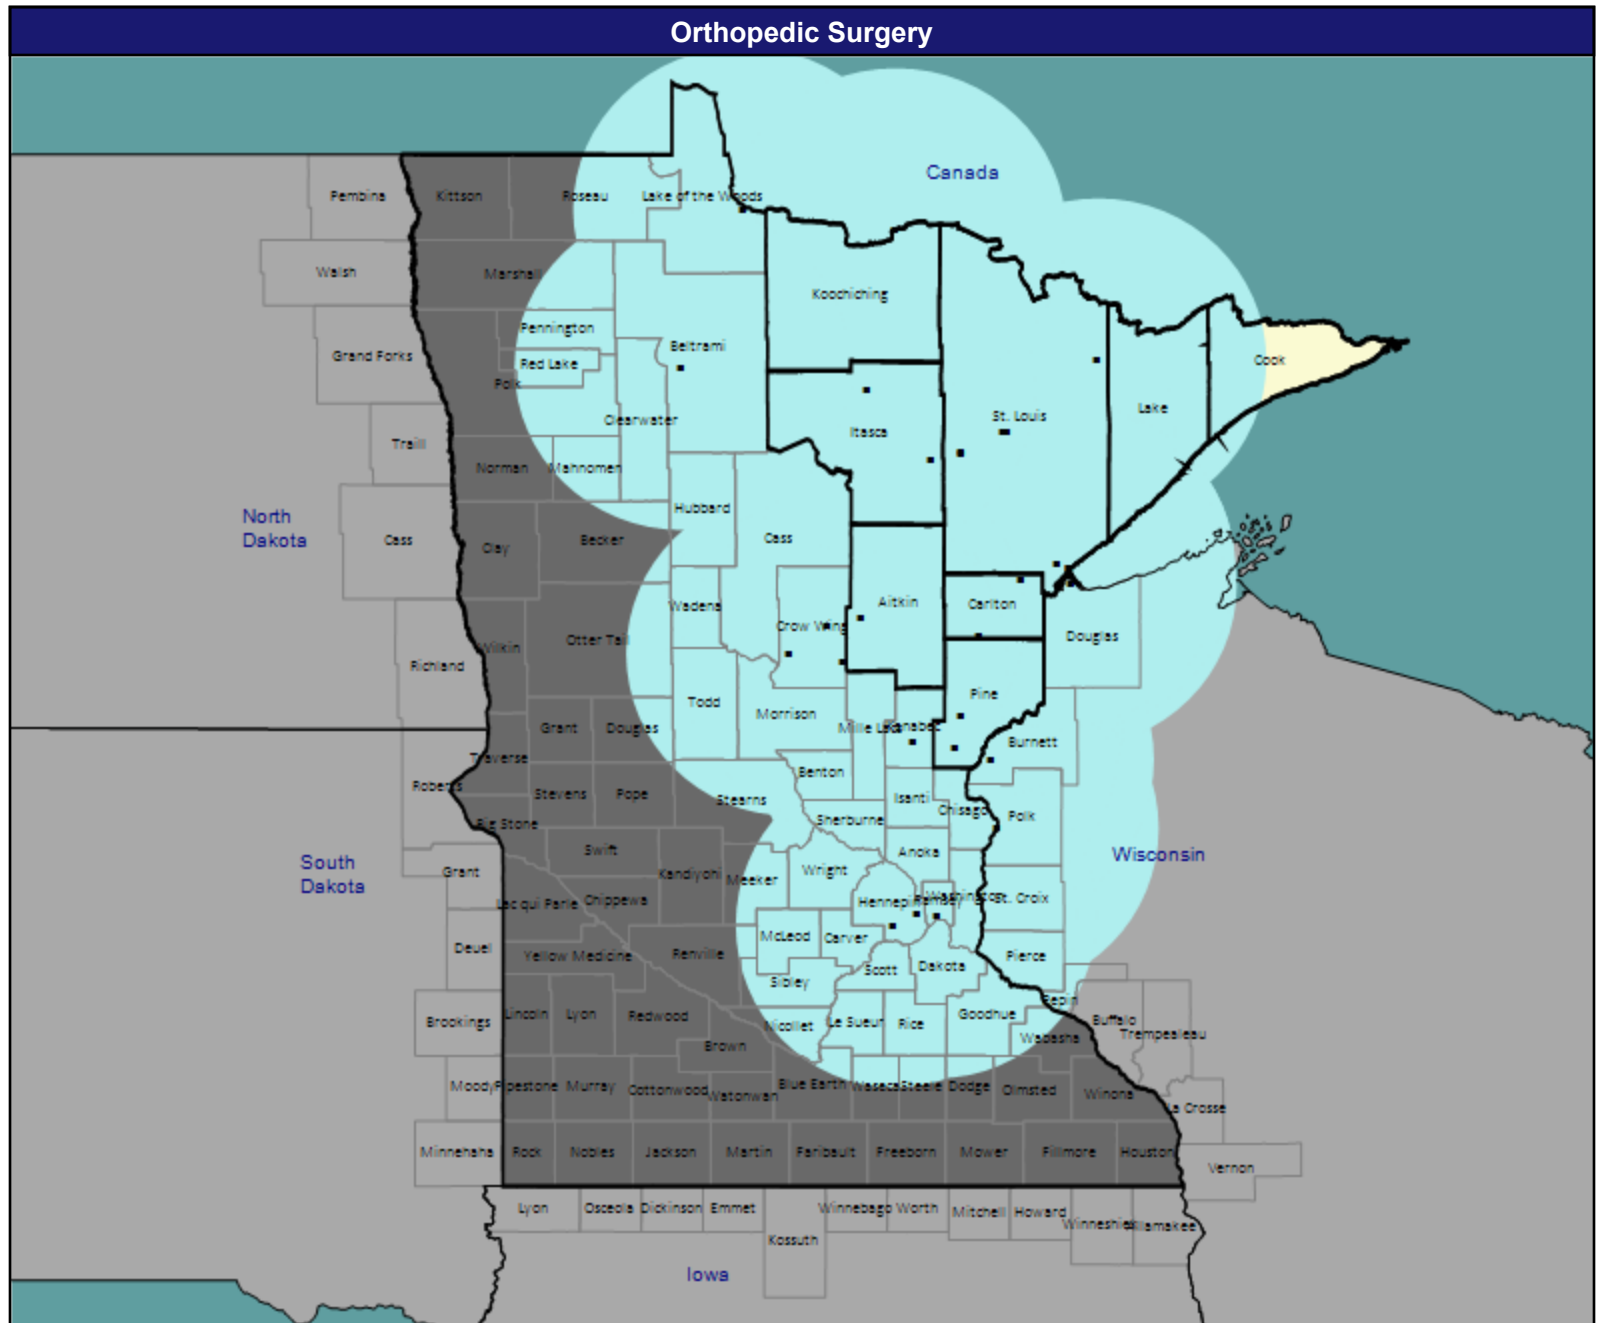 Orthopedic Surgery
Canada
Pembina
Kittson
Roseau
Lake of the Woods
Walsh
Marshall
Koochiching
Pennington
Grand Forks
Red Lake
Beltrami
Cook
Polk
Lake
St. Louis
Clearwater
Itasca
Traill
Norman
Mahnomen
Hubbard
North
Dakota
Cass
Clay
Becker
Cass
Wadena
Aitkin
Carlton
Crow Wing
Douglas
Otter Tail
Wilkin
Richland
Pine
Todd
Morrison
Grant
Douglas
Mille Lacs
Kanabec
Burnett
Traverse
Benton
Roberts
Stevens
Pope
Stearns
Isanti
Chisago
Polk
Big Stone
Sherburne
Swift
Anoka
Wisconsin
South
Dakota
Grant
Kandiyohi
Meeker
Wright
Lac qui Parle
Chippewa
Hennepin
Ramsey
Washington
St. Croix
McLeod
Carver
Deuel
Yellow Medicine
Renville
Scott
Dakota
Pierce
Sibley
Pepin
Brookings
Lincoln
Lyon
Redwood
Nicollet
Le Sueur
Rice
Goodhue
Buffalo
Trempealeau
Wabasha
Brown
Moody
Pipestone
Murray
Cottonwood
Watonwan
Blue Earth
Waseca
Steele
Dodge
Olmsted
Winona
La Crosse
Minnehaha
Rock
Nobles
Jackson
Martin
Faribault
Freeborn
Mower
Fillmore
Houston
Vernon
Lyon
Osceola
Dickinson
Emmet
Winnebago
Worth
Mitchell
Howard
Winneshiek
Allamakee
Kossuth
Iowa